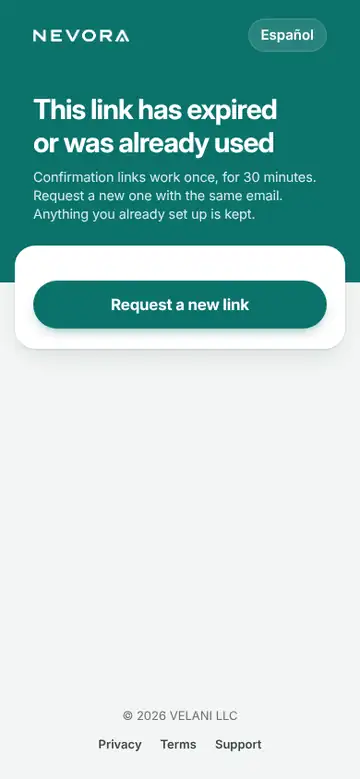 NEVORA
Español
This link has expired
or was already used
Confirmation links work once, for 30 minutes.
Request a new one with the same email.
Anything you already set up is kept.
Request a new link
© 2026 VELANI LLC
Privacy Terms Support